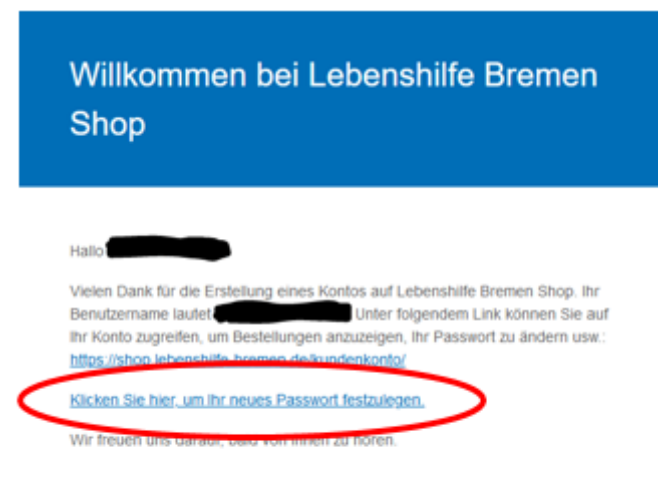 Willkommen bei Lebenshilfe Bremen
Shop
Hallo
Vielen Dank für die Erstellung eines Kontos auf Lebenshilfe Bremen Shop. Ihr
Benutzername lautet Unter folgendem Link können Sie auf
Ihr Konto zugreifen, um Bestellungen anzuzeigen, Ihr Passwort zu ändern usw.:
https://shop.lebenshilfe-bremen.de/kundenkonto/
Klicken Sie hier, um Ihr neues Passwort festzulegen.
Wir freuen uns darauf, bald von Ihnen zu hören.